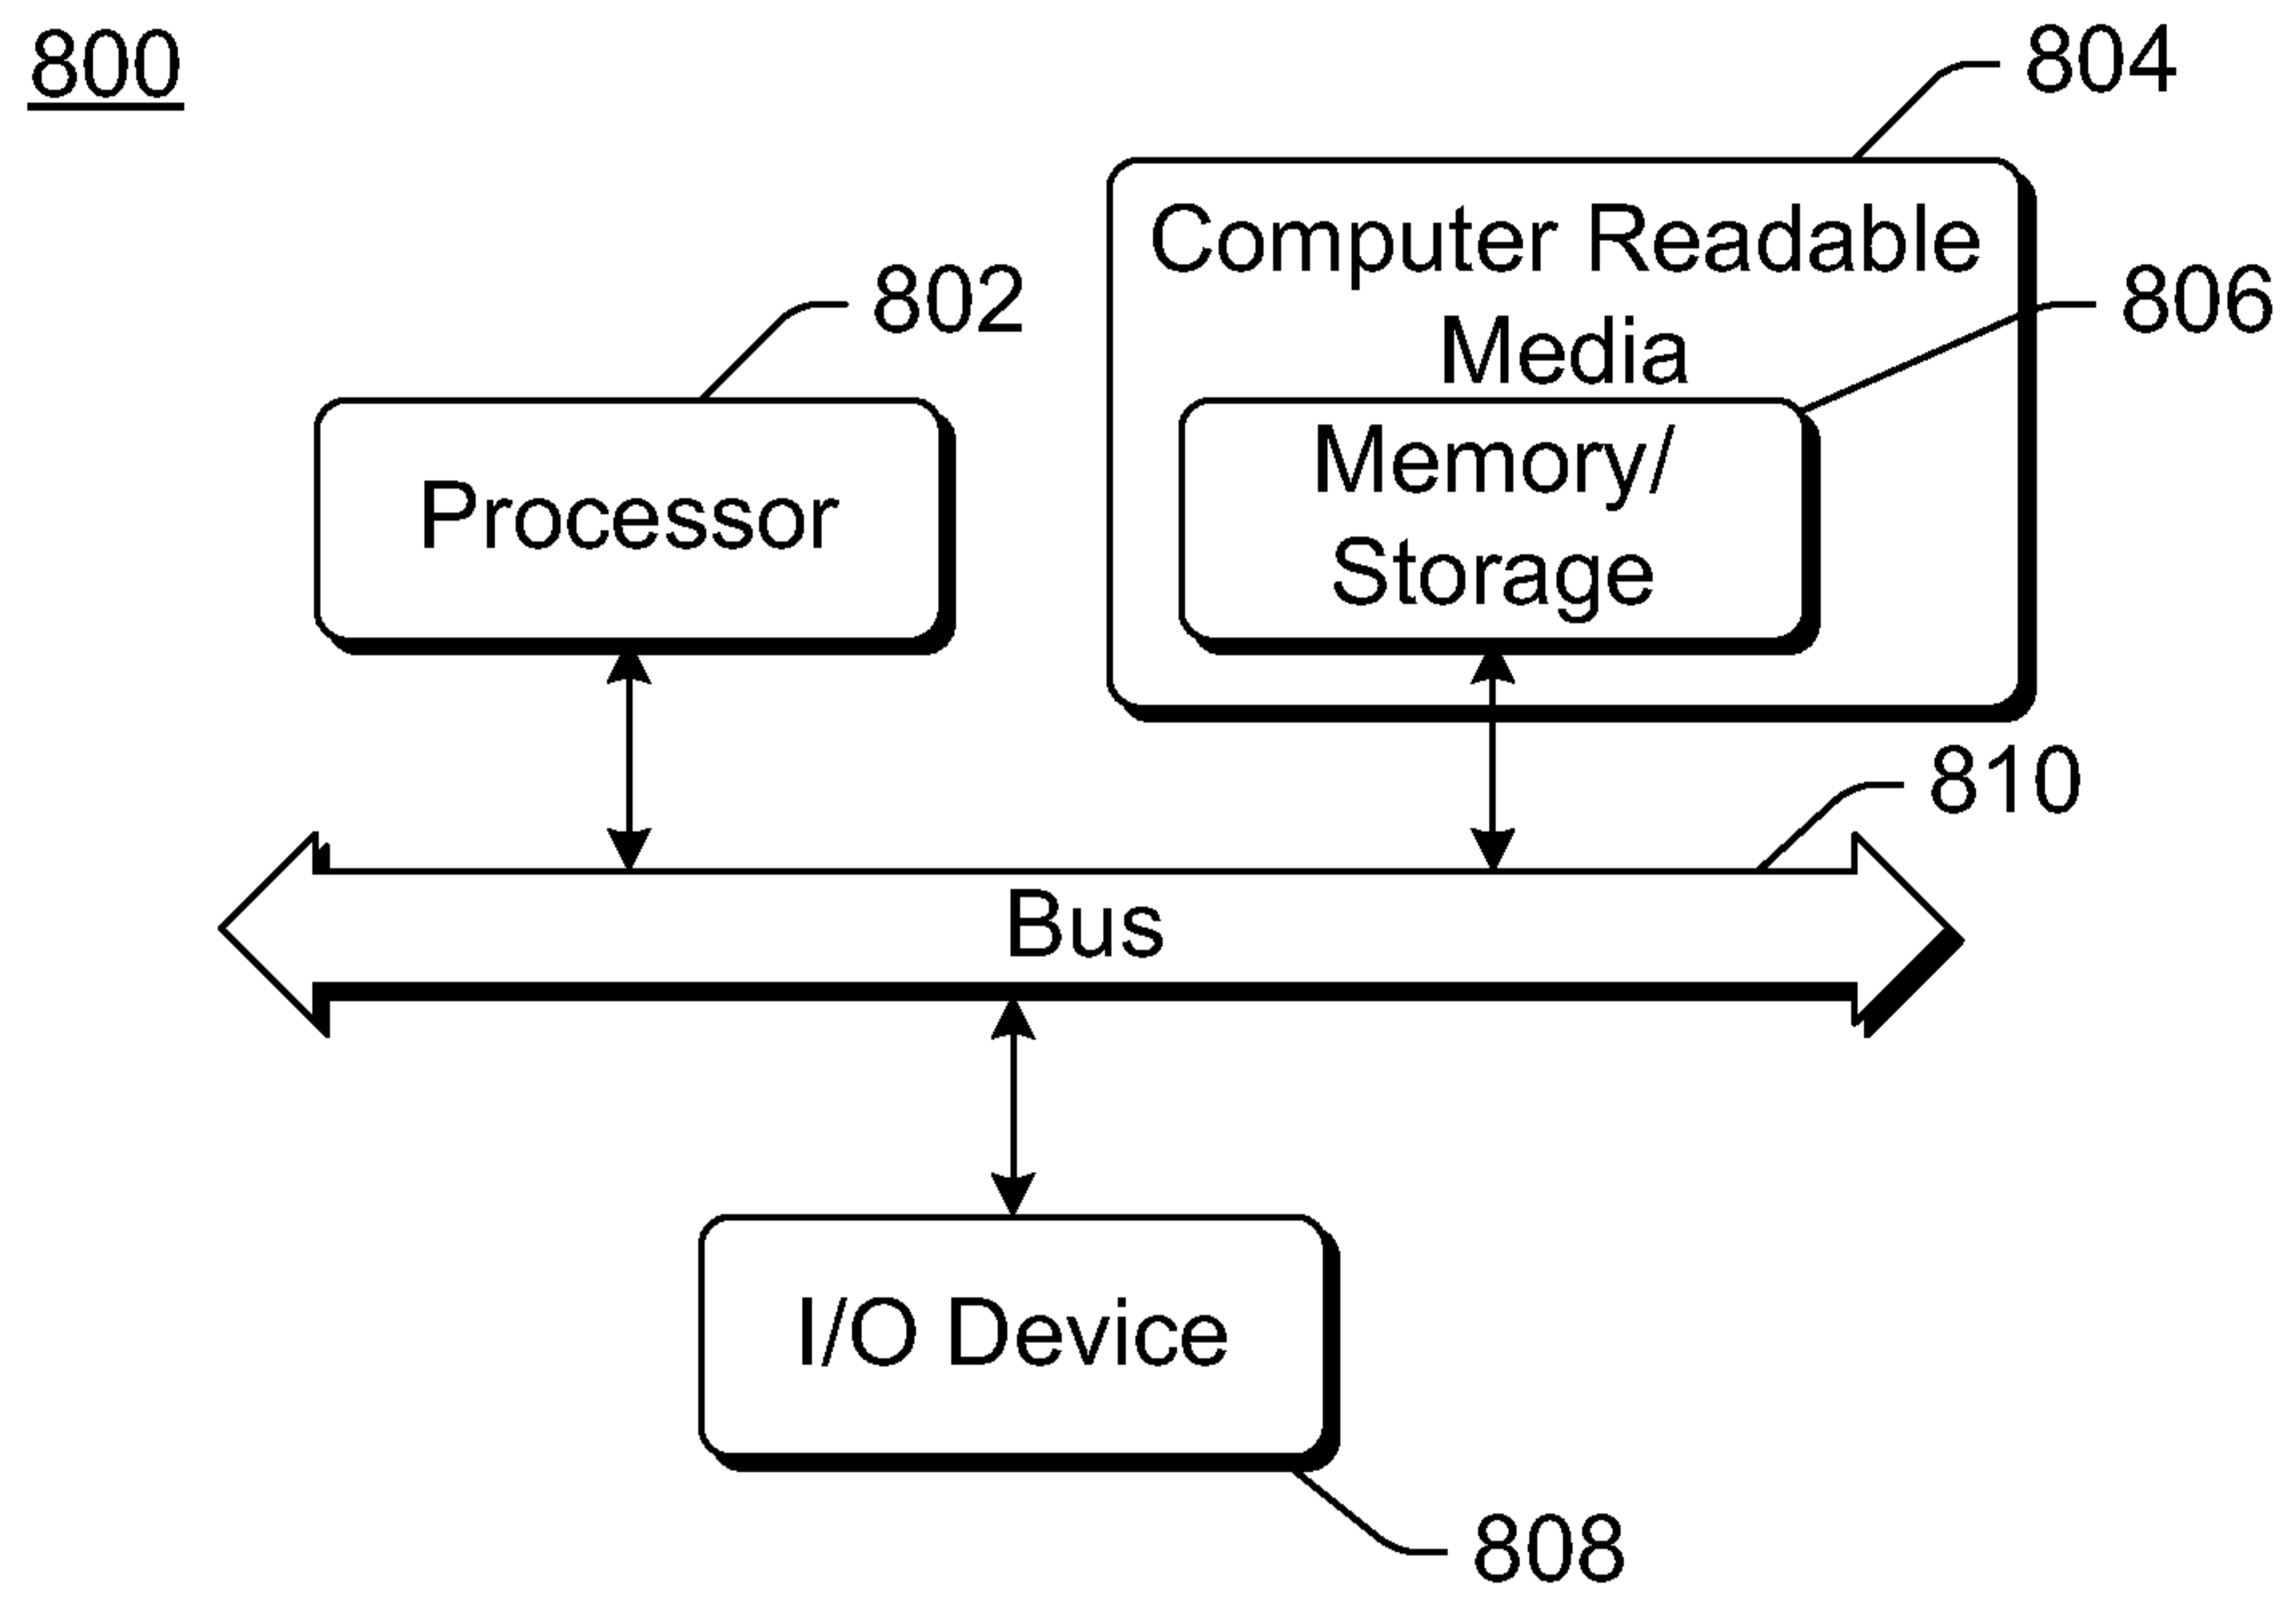 800
804
Computer Readable
Media
806
802
Memory/
Storage
Processor
810
Bus
I/O Device
808